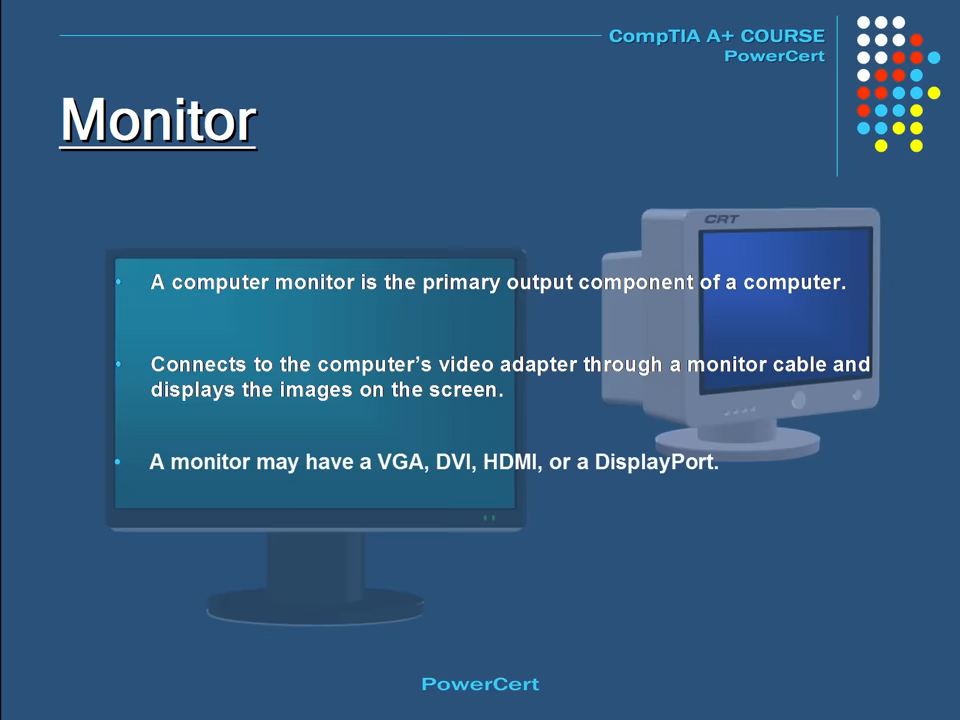 CompTIA A+ COURSE
PowerCert
Monitor
CRT
• A computer monitor is the primary output component of a computer.
• Connects to the computer’s video adapter through a monitor cable and
displays the images on the screen.
• A monitor may have a VGA, DVI, HDMI, or a DisplayPort.
PowerCert